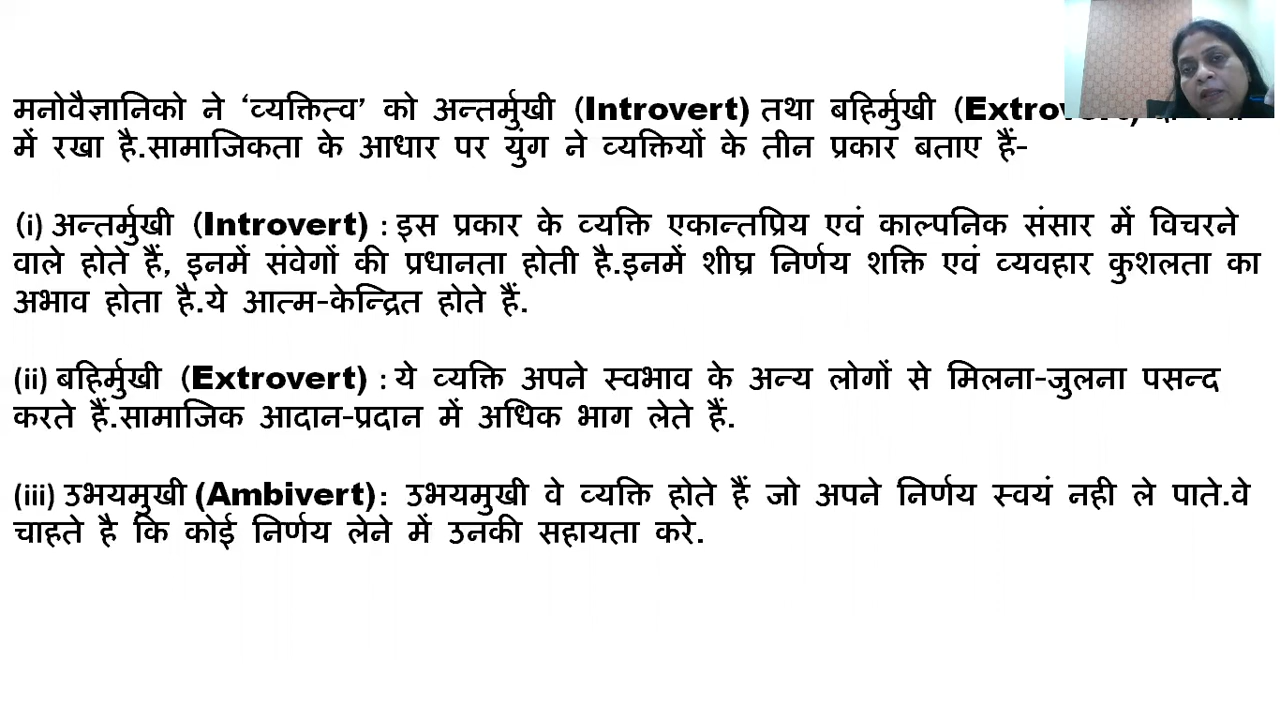 मनोवैज्ञानिको ने ‘व्यक्तित्व’ को अन्तर्मुखी (Introvert) तथा बहिर्मुखी
में रखा है.सामाजिकता के आधार पर युंग ने व्यक्तियों के तीन प्रकार बताए हैं-
(i) अन्तर्मुखी (Introvert) : इस प्रकार के व्यक्ति एकान्तप्रिय एवं काल्पनिक संसार में विचरने
वाले होते हैं, इनमें संवेगों की प्रधानता होती है.इनमें शीघ्र निर्णय शक्ति एवं व्यवहार कुशलता का
अभाव होता है.ये आत्म-केन्द्रित होते हैं.
(ii) बहिर्मुखी (Extrovert) : ये व्यक्ति अपने स्वभाव के अन्य लोगों से मिलना-जुलना पसन्द
करते हैं.सामाजिक आदान-प्रदान में अधिक भाग लेते हैं.
(iii) उभयमुखी (Ambivert): उभयमुखी वे व्यक्ति होते हैं जो अपने निर्णय स्वयं नही ले पाते.वे
चाहते है कि कोई निर्णय लेने में उनकी सहायता करे.